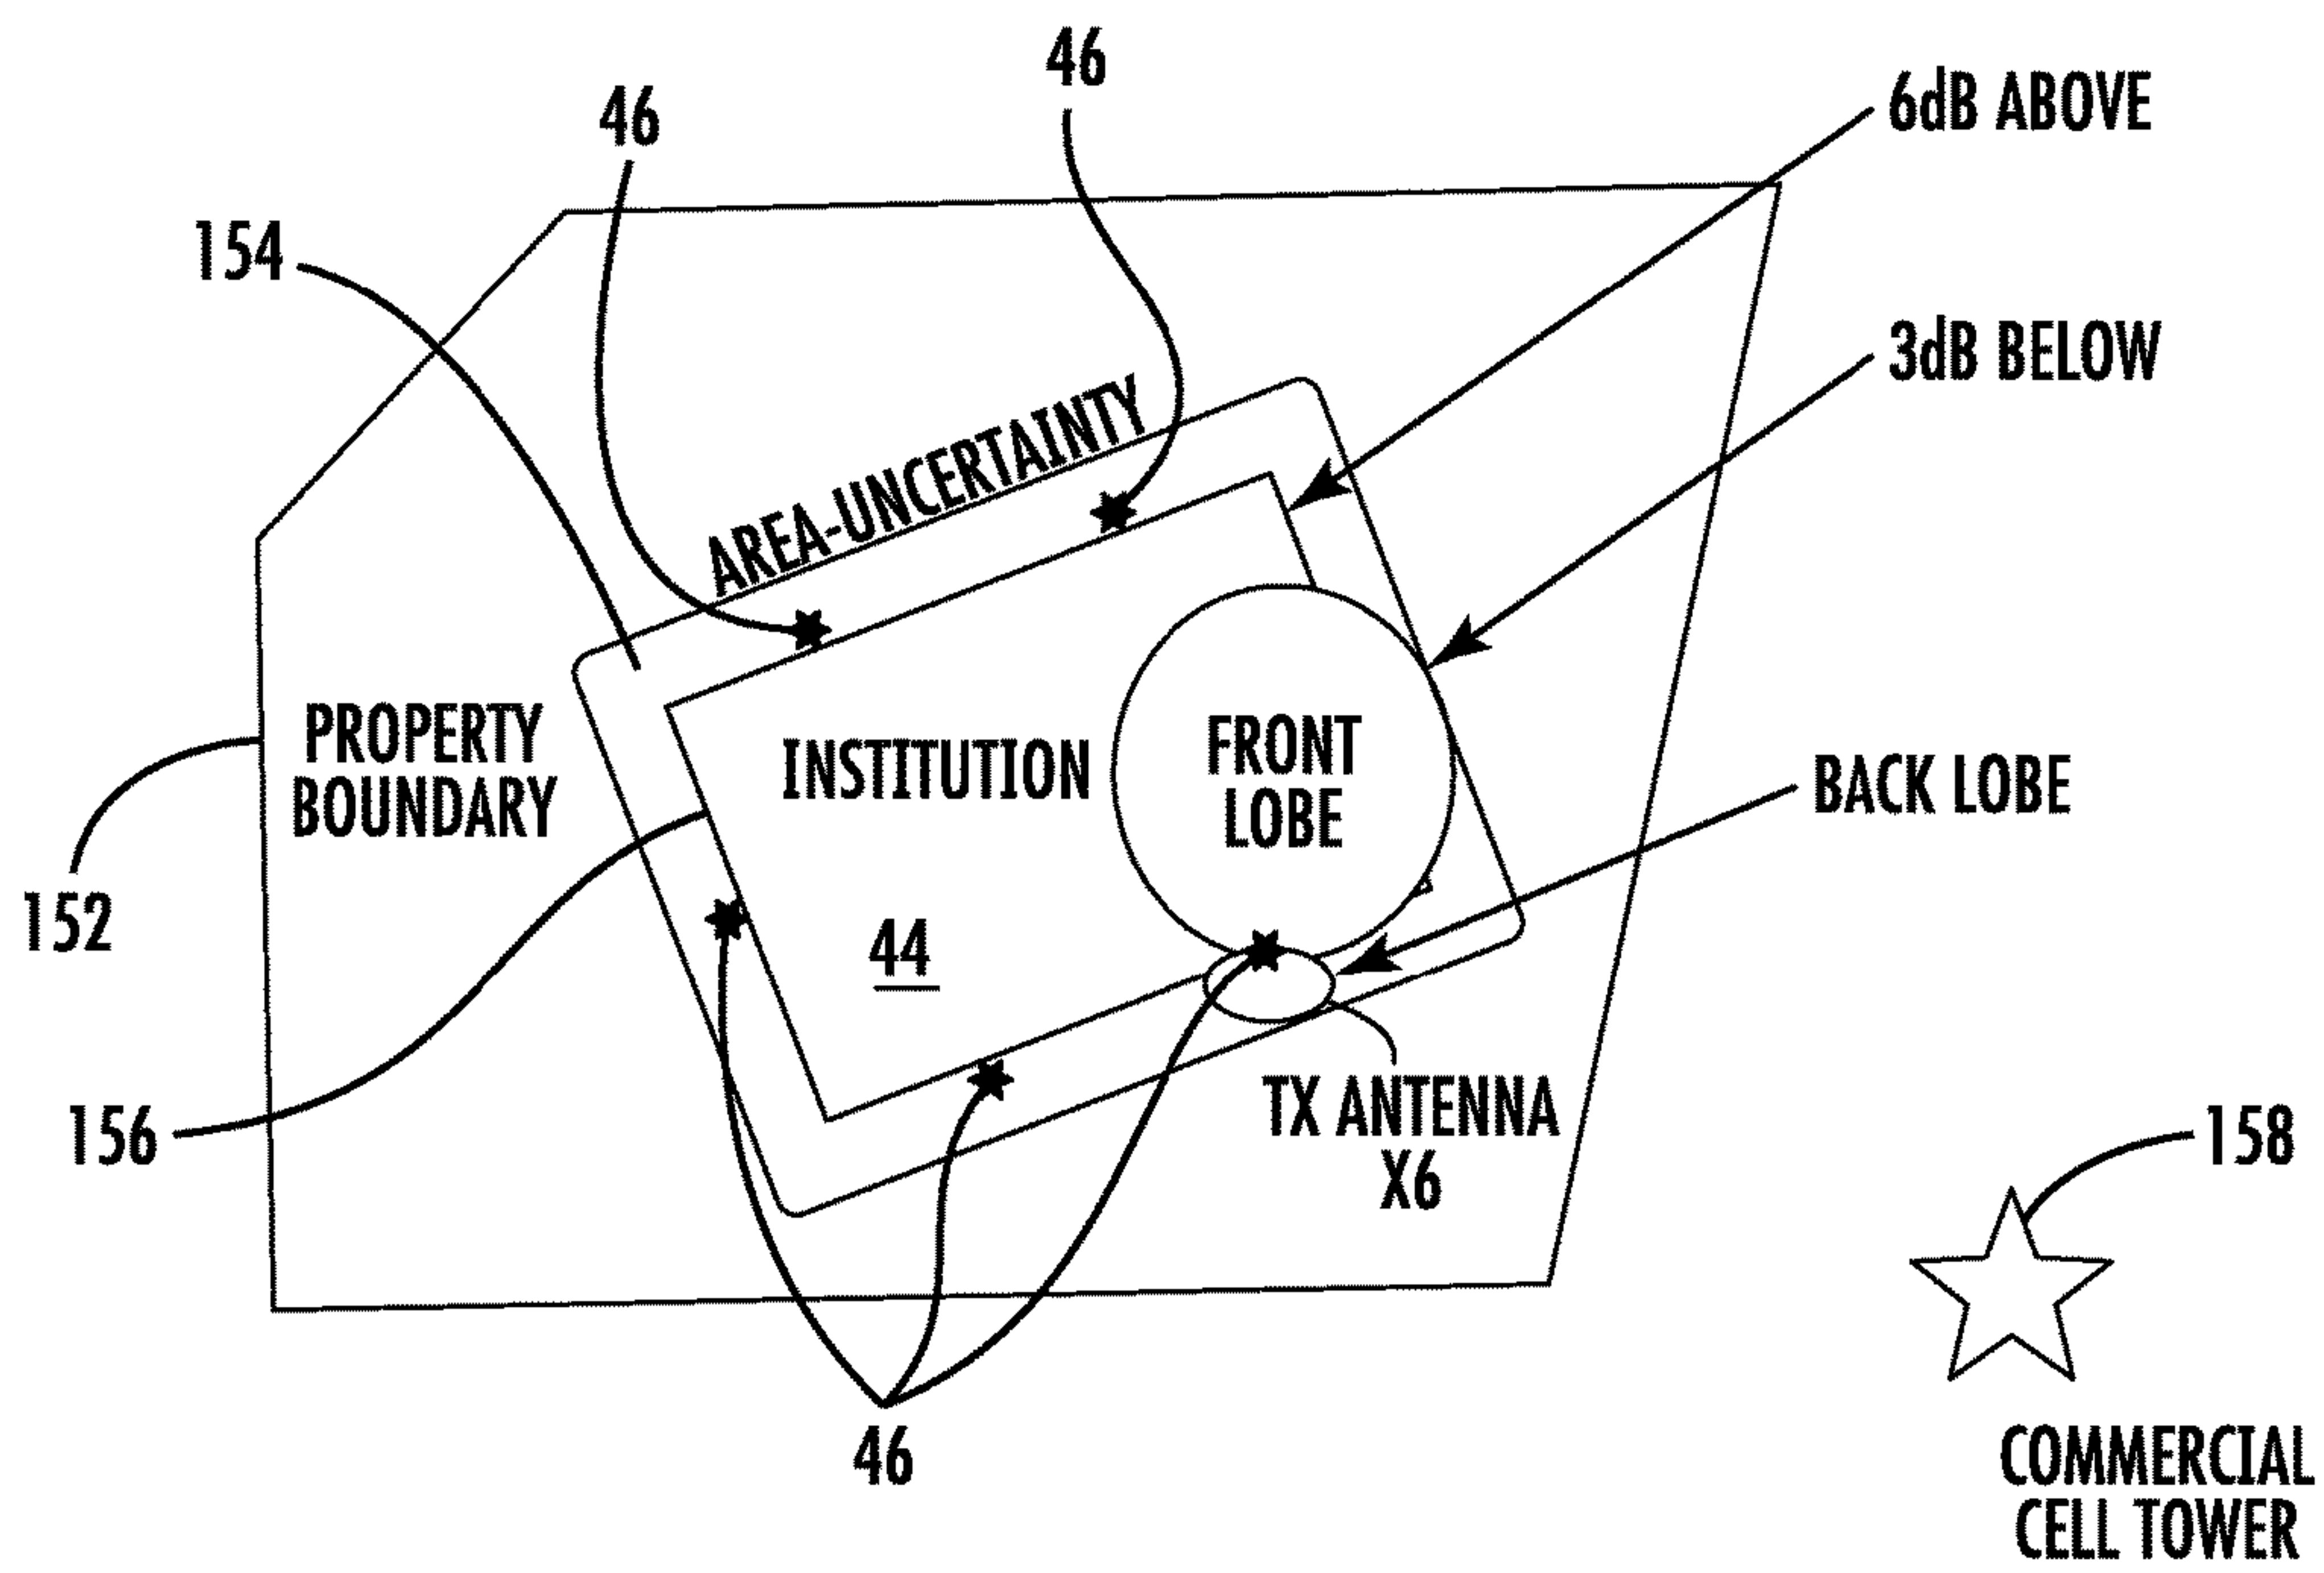 46
46
6dB ABOVE
154
3dB BELOW
AREA-UNCERTAINTY
PROPERTY
BOUNDARY
INSTITUTION
FRONT
LOBE
BACK LOBE
152
44
TX ANTENNA
X6
156
158
46
COMMERCIAL
CELL TOWER